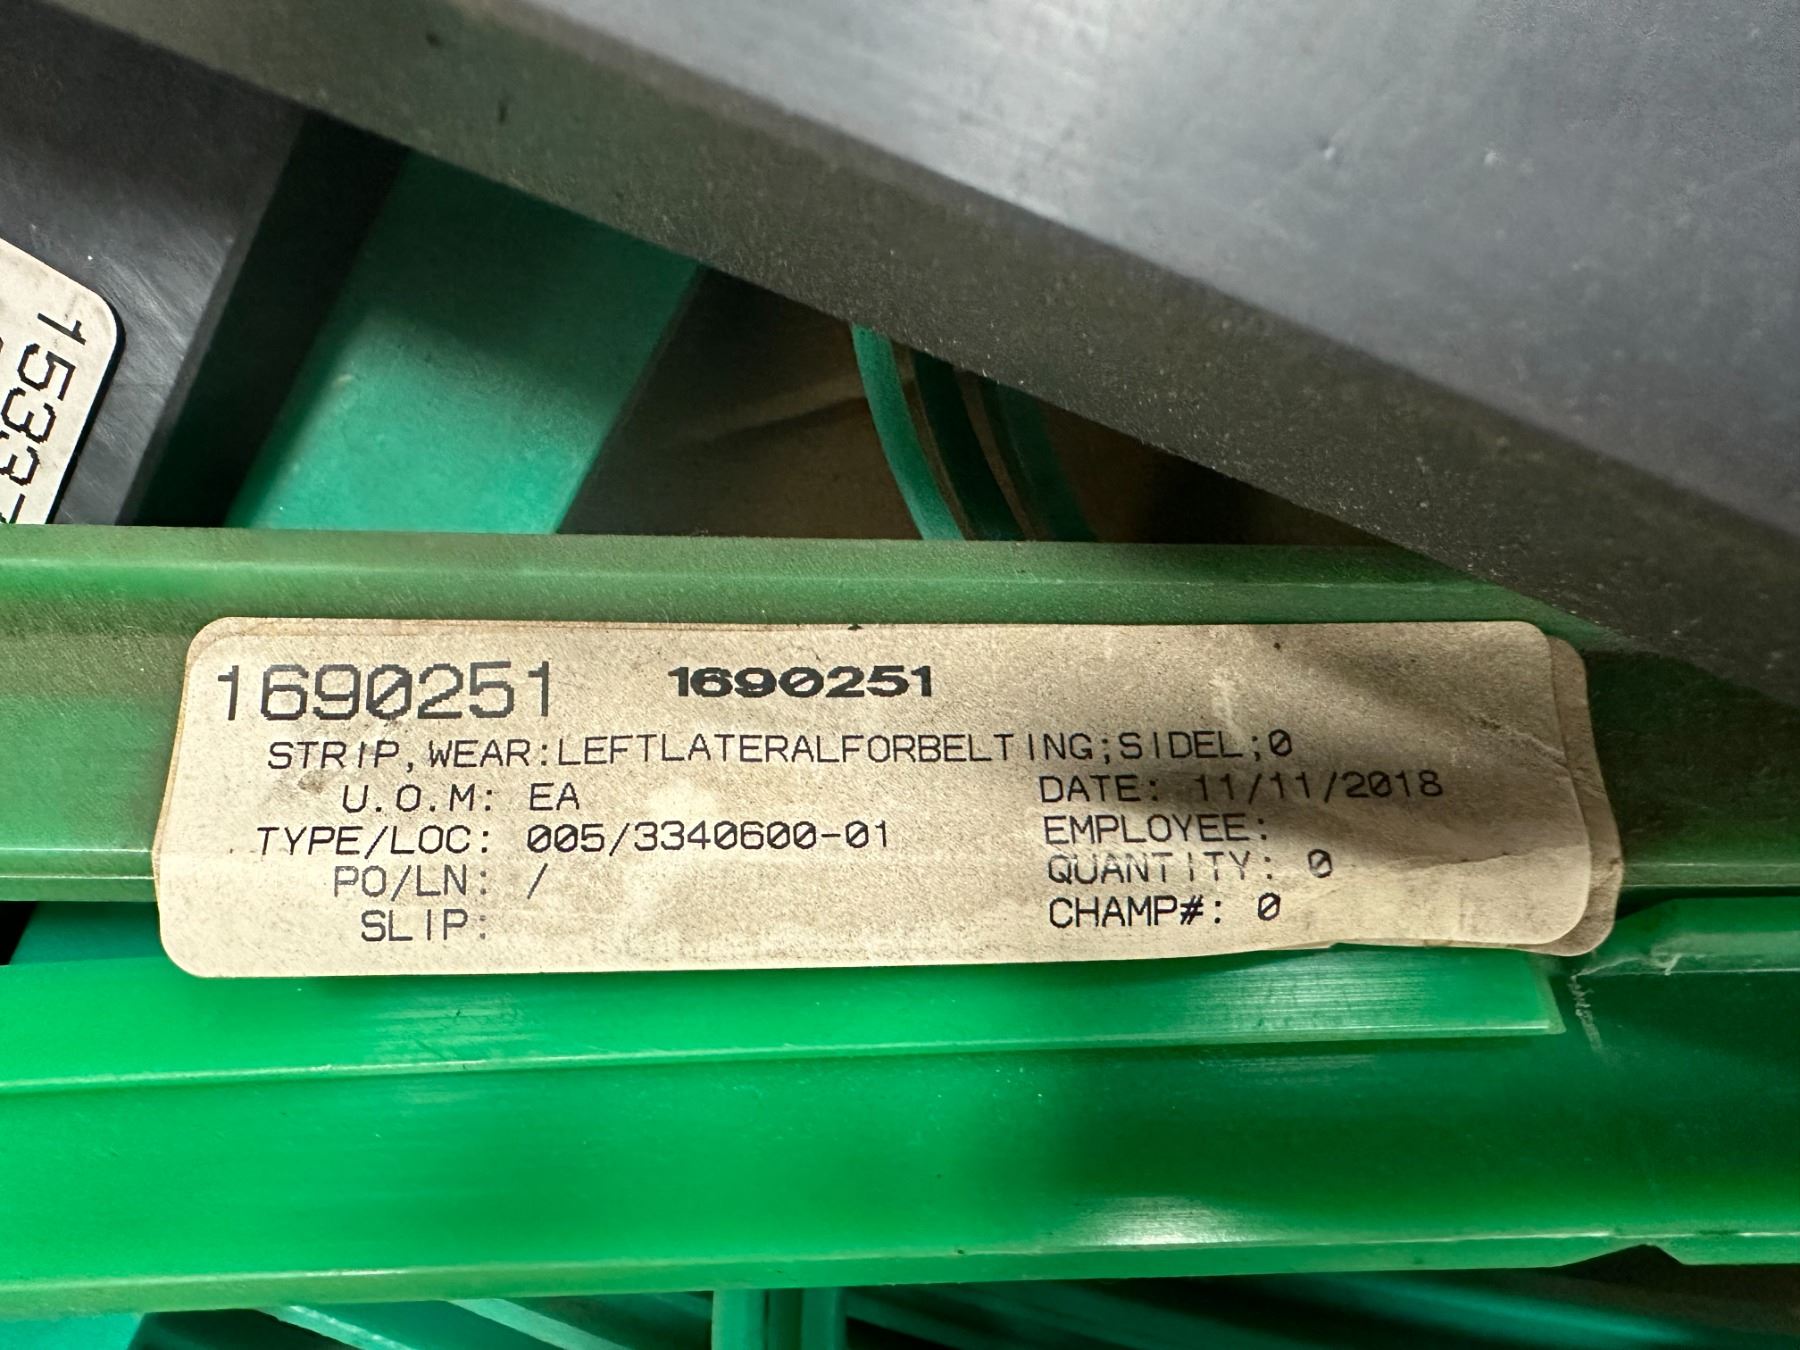 1533
1690251 1690251
STRIP,WEAR:LEFTLATERALFORBELTING;SIDEL;0
U.O.M: EA DATE: 11/11/2018
TYPE/LOC: 005/3340600-01 EMPLOYEE:
PO/LN: / QUANTITY: 0
SLIP: CHAMP#: 0